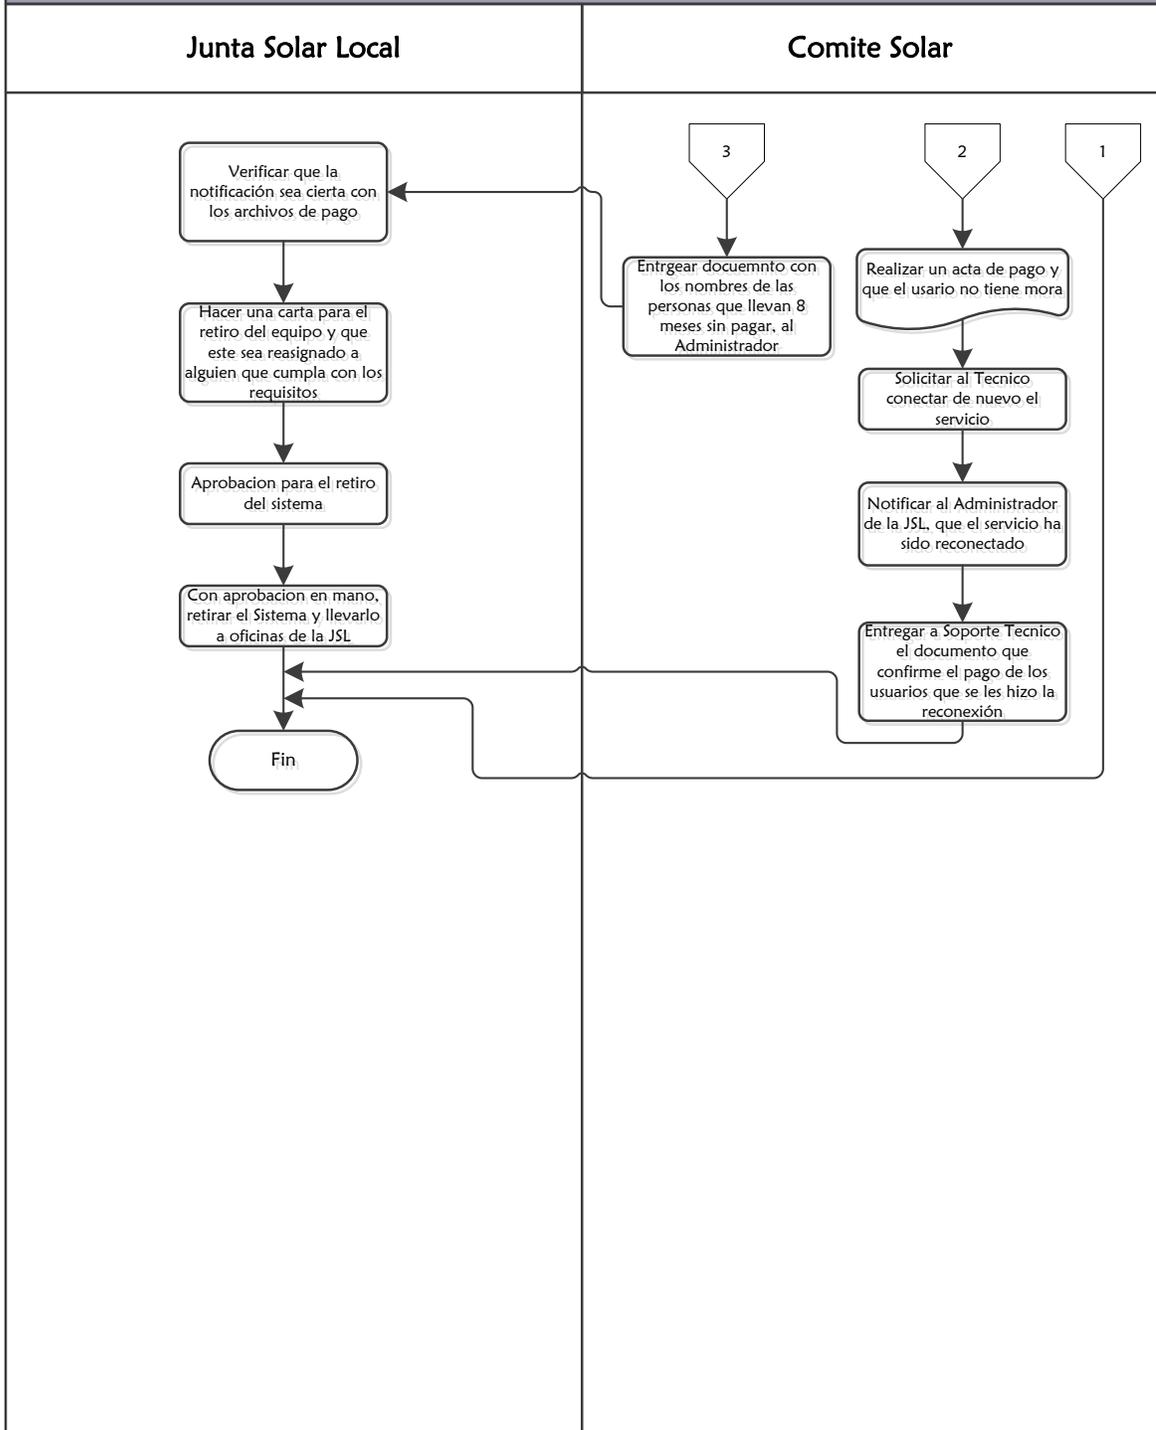 Junta Solar Local
Comite Solar
3
2
1
Verificar que la
notificación sea cierta con
los archivos de pago
Hacer una carta para el
retiro del equipo y que
este sea reasignado a
alguien que cumpla con los
requisitos
Aprobacion para el retiro
del sistema
Con aprobacion en mano,
retirar el Sistema y llevarlo
a oficinas de la JSL
Fin
Entrgear docuemnto con
los nombres de las
personas que llevan 8
meses sin pagar, al
Administrador
Realizar un acta de pago y
que el usario no tiene mora
Solicitar al Tecnico
conectar de nuevo el
servicio
Notificar al Administrador
de la JSL, que el servicio ha
sido reconectado
Entregar a Soporte Tecnico
el documento que
confirme el pago de los
usuarios que se les hizo la
reconexión